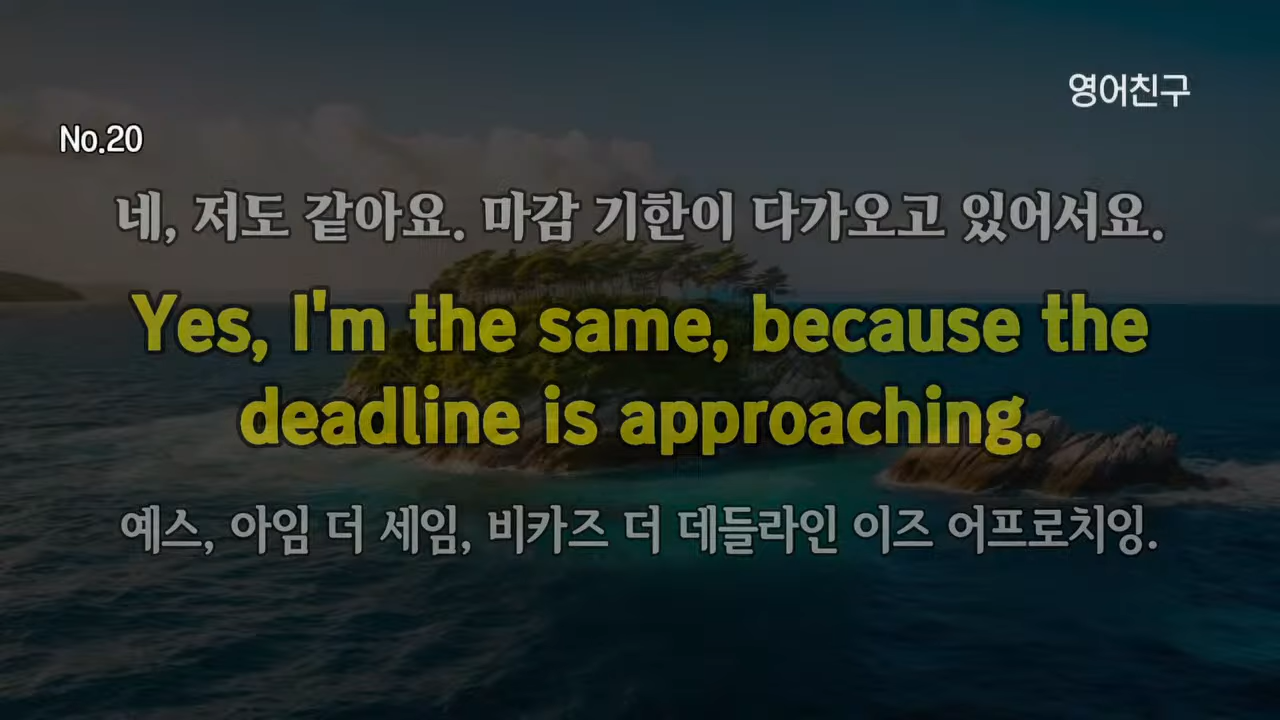 영어친구
No.20
네, 저도 같아요. 마감 기한이 다가오고 있어서요.
Yes, I'm the same, because the
deadline is approaching.
예스, 아임 더 세임, 비카즈 더 데들라인 이즈 어프로치잉.